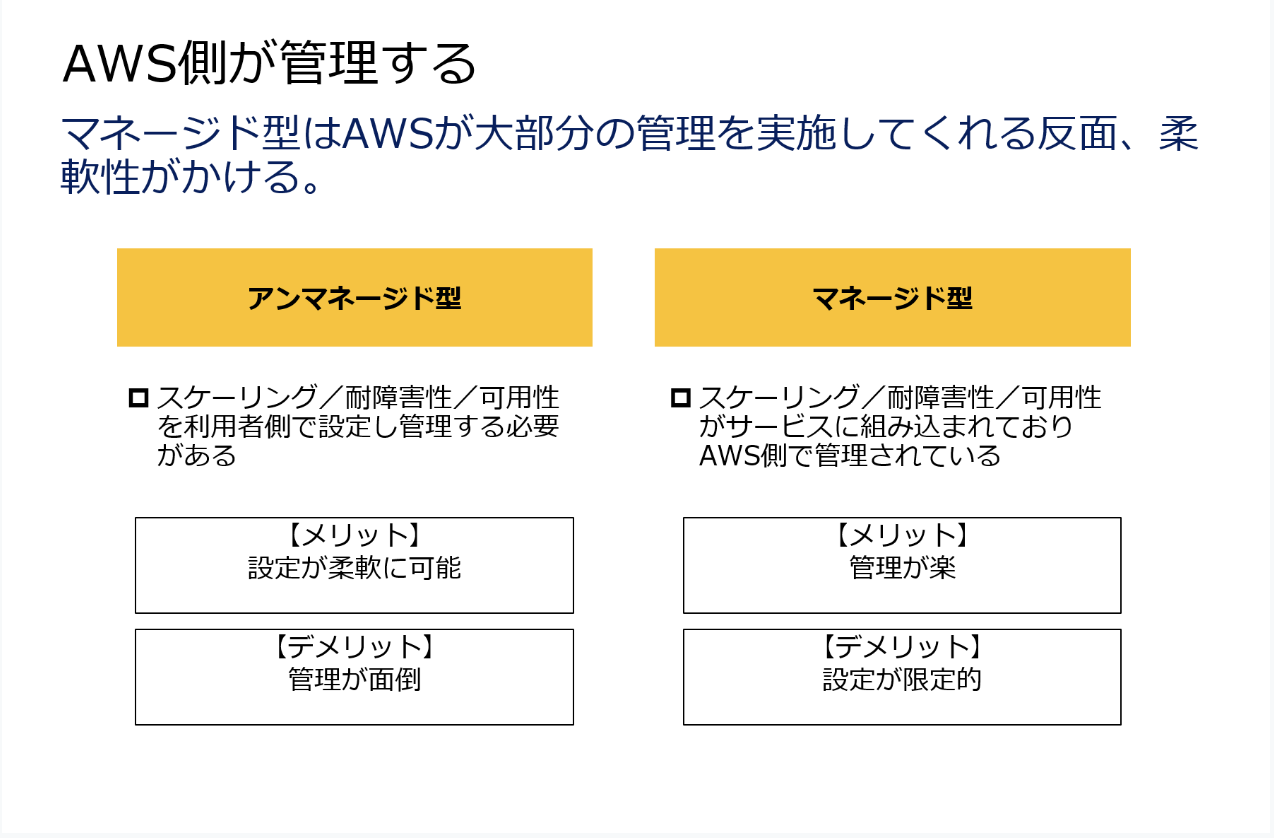 AWS側が管理する
マネージド型はAWSが大部分の管理を実施してくれる反面、柔
軟性がかける。
アンマネージド型
スケーリング／耐障害性／可用性
を利用者側で設定し管理する必要
がある
【メリット】
設定が柔軟に可能
【デメリット】
管理が面倒
マネージド型
スケーリング／耐障害性／可用性
がサービスに組み込まれており
AWS側で管理されている
【メリット】
管理が楽
【デメリット】
設定が限定的